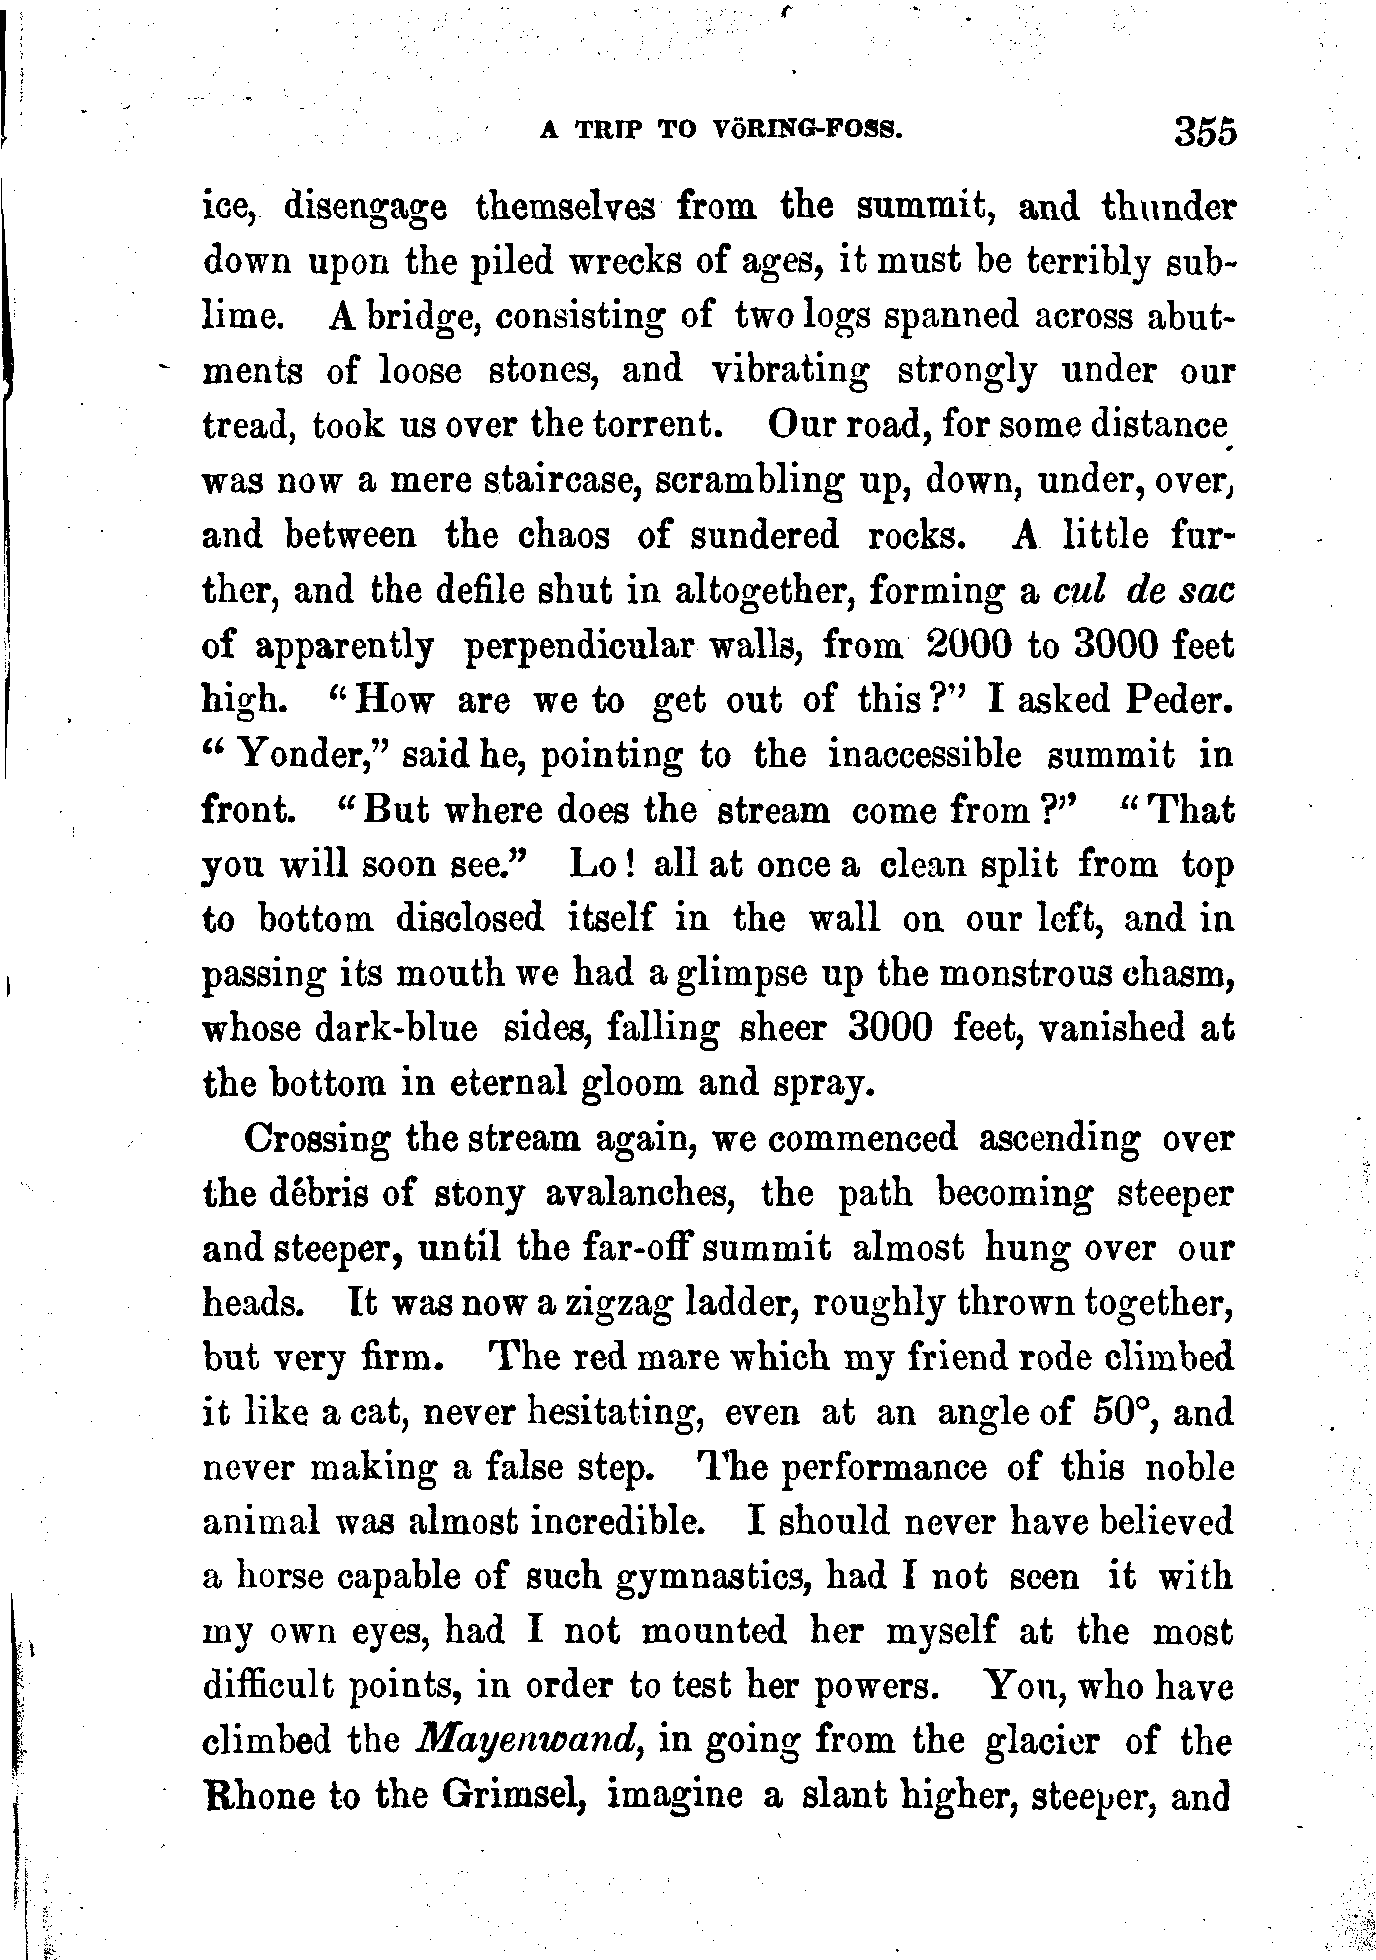 A TRIP TO VÖRING-FOSS. 355
ice, disengage themselves from the summit, and thunder
down upon the piled wrecks of ages, it must be terribly sub-
lime. A bridge, consisting of two logs spanned across abut-
ments of loose stones, and vibrating strongly under our
tread, took us over the torrent. Our road, for some distance
was now a mere staircase, scrambling up, down, under, over,
and between the chaos of sundered rocks. A little fur-
ther, and the defile shut in altogether, forming a cul de sac
of apparently perpendicular walls, from 2000 to 3000 feet
high. "How are we to get out of this?" I asked Peder.
"Yonder," said he, pointing to the inaccessible summit in
front. "But where does the stream come from?" "That
you will soon see." Lo! all at once a clean split from top
to bottom disclosed itself in the wall on our left, and in
passing its mouth we had a glimpse up the monstrous chasm,
whose dark-blue sides, falling sheer 3000 feet, vanished at
the bottom in eternal gloom and spray.
Crossing the stream again, we commenced ascending over
the débris of stony avalanches, the path becoming steeper
and steeper, until the far-off summit almost hung over our
heads. It was now a zigzag ladder, roughly thrown together,
but very firm. The red mare which my friend rode climbed
it like a cat, never hesitating, even at an angle of 50°, and
never making a false step. The performance of this noble
animal was almost incredible. I should never have believed
a horse capable of such gymnastics, had I not seen it with
my own eyes, had I not mounted her myself at the most
difficult points, in order to test her powers. You, who have
climbed the Mayenwand, in going from the glacier of the
Rhone to the Grimsel, imagine a slant higher, steeper, and